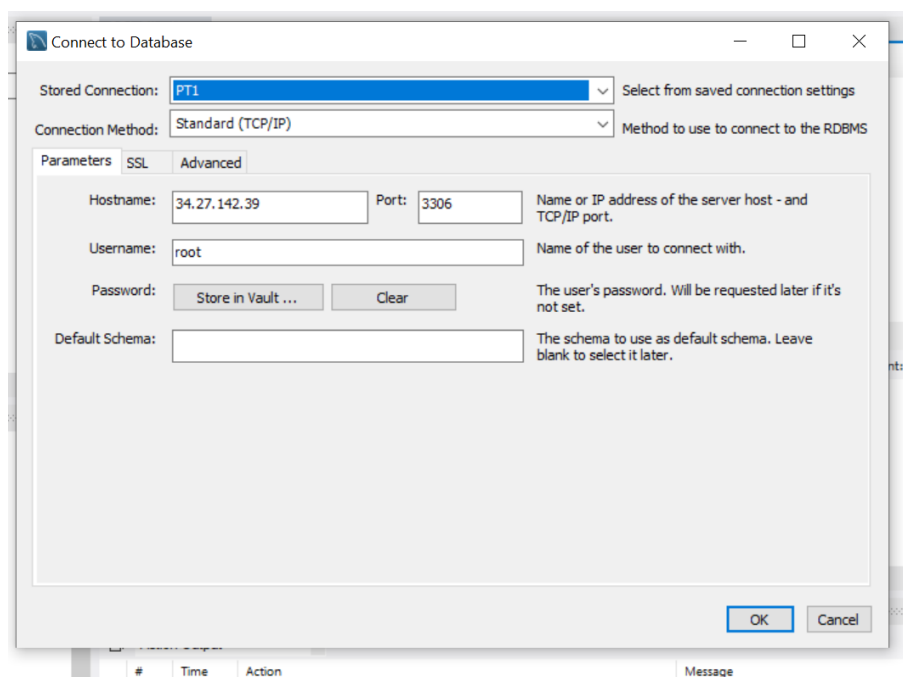 Connect to Database
Stored Connection: PT1 Select from saved connection settings
Connection Method: Standard (TCP/IP) Method to use to connect to the RDBMS
Parameters SSL Advanced
Hostname: 34.27.142.39 Port: 3306 Name or IP address of the server host - and
TCP/IP port.
Username: root Name of the user to connect with.
Password: Store in Vault ... Clear The user's password. Will be requested later if it's
not set.
Default Schema: The schema to use as default schema. Leave
blank to select it later.
OK Cancel
# Time Action Message